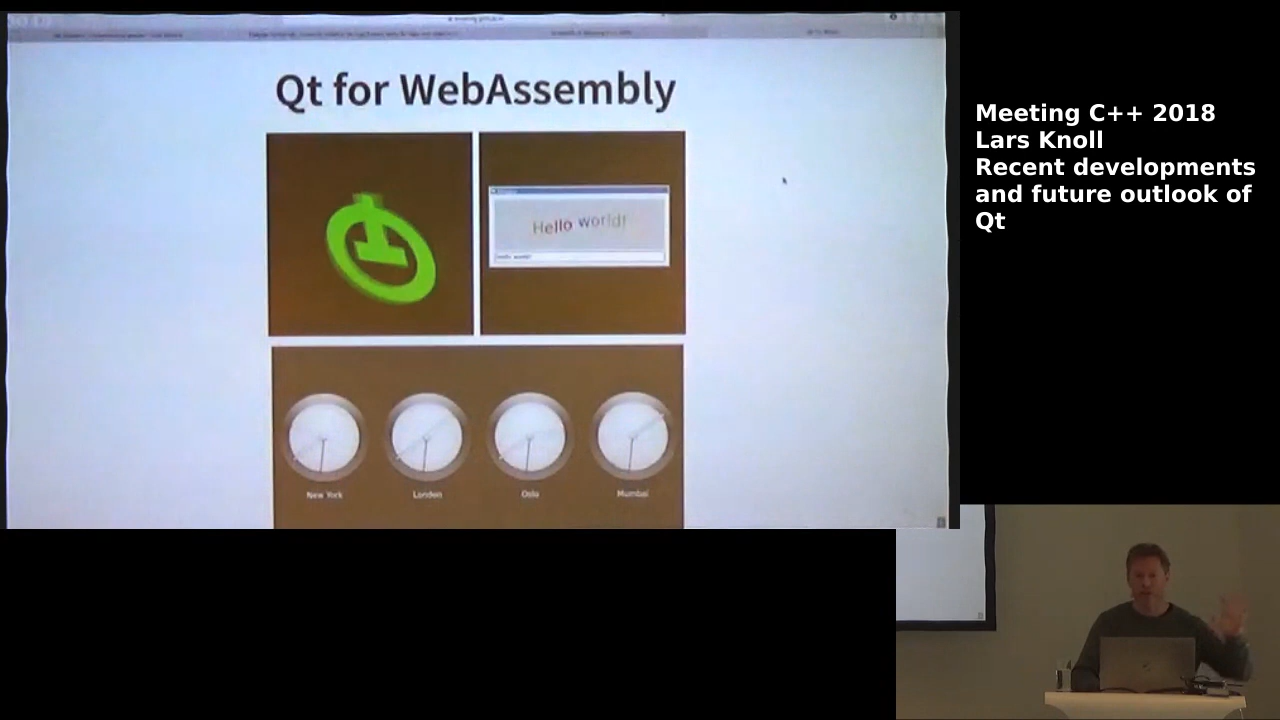 Qt for WebAssembly
Hello world!
New York
London
Oslo
Mumbai
Meeting C++ 2018
Lars Knoll
Recent developments
and future outlook of
Qt